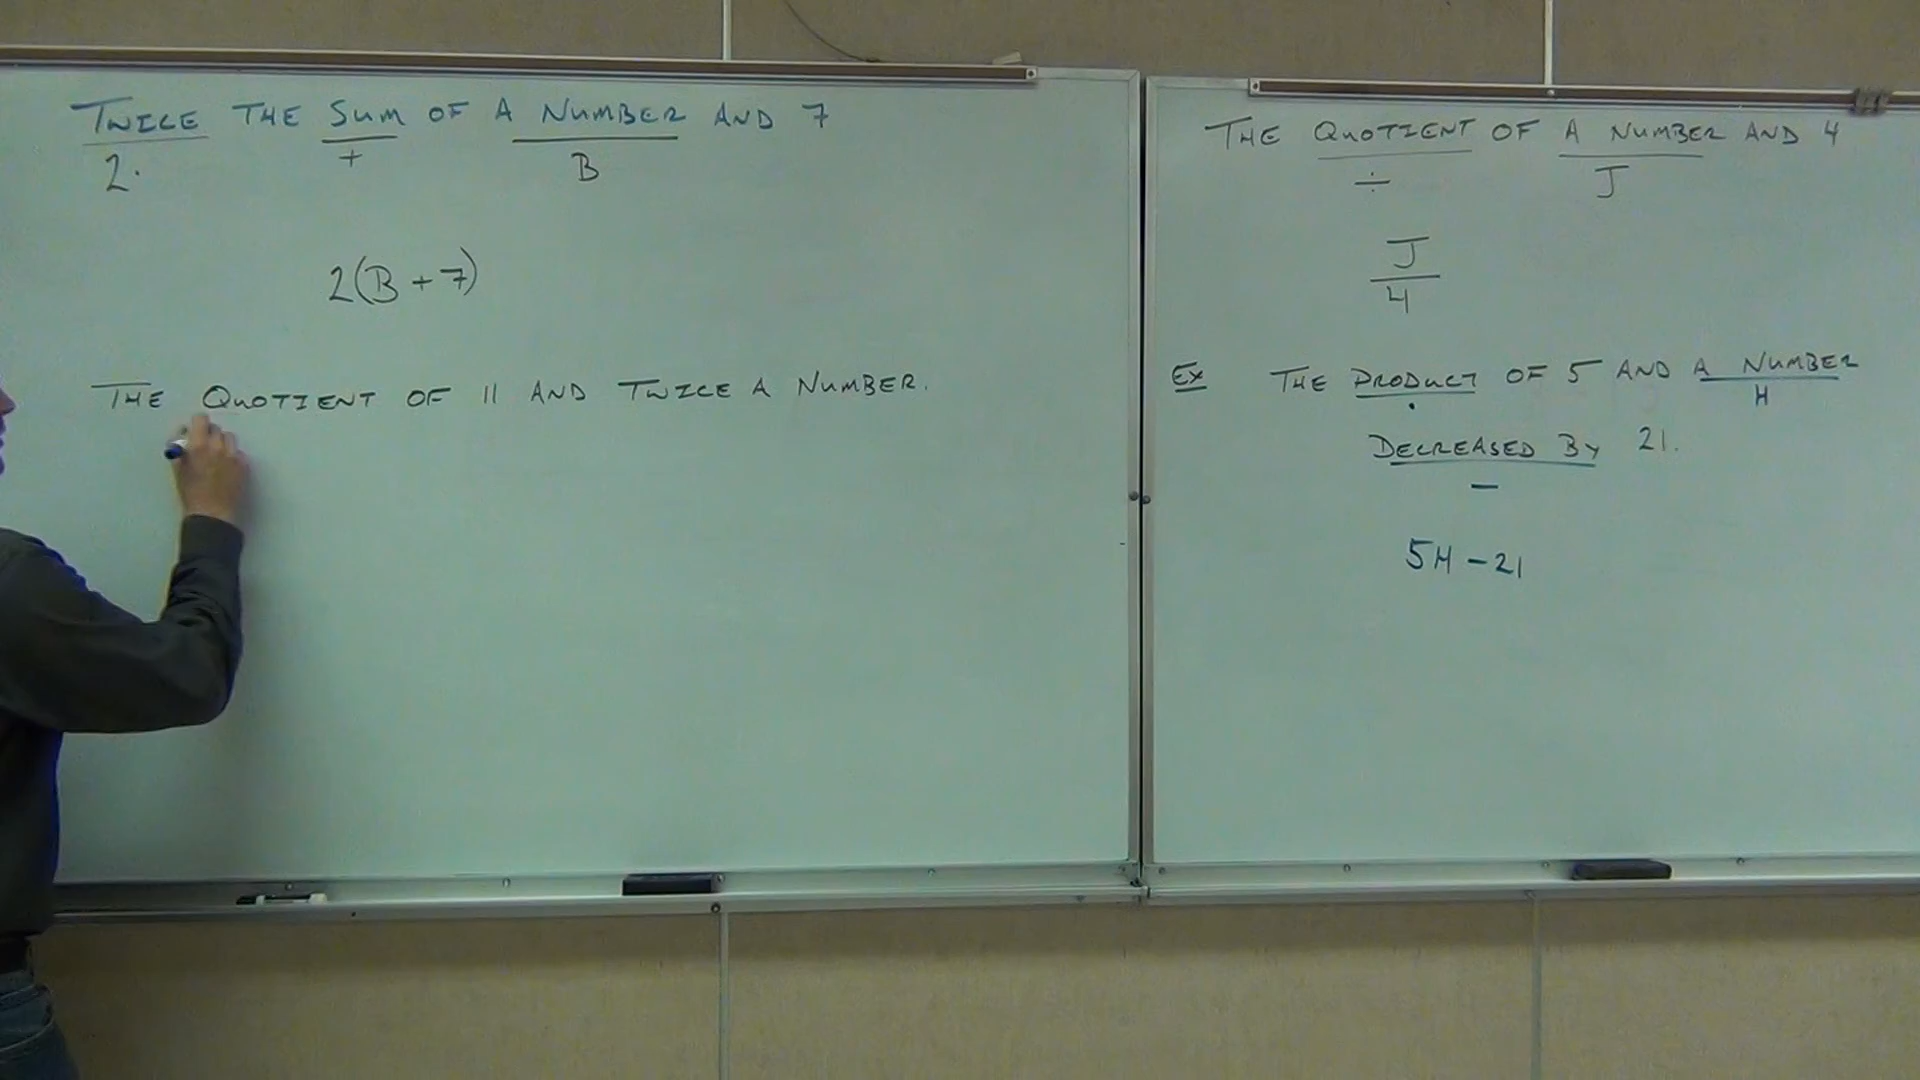 TWICE THE SUM OF A NUMBER AND 7
2· + B
2(B + 7)
THE QUOTIENT OF 11 AND TWICE A NUMBER.
THE QUOTIENT OF A NUMBER AND 4
÷ J
J
4
EX THE PRODUCT OF 5 AND A NUMBER
· H
DECREASED BY 21.
−
5H − 21